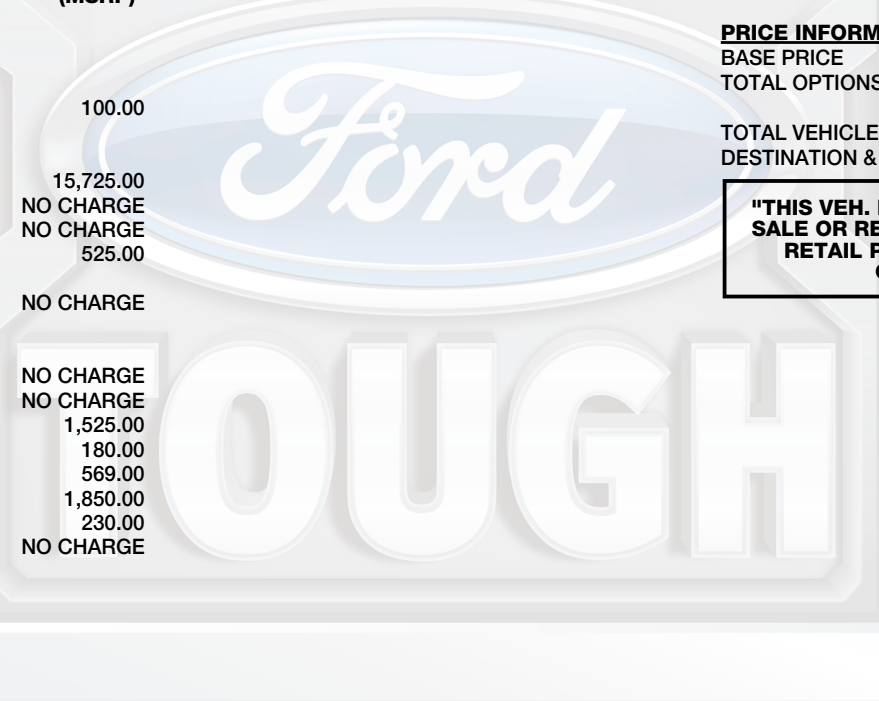 100.00
15,725.00
NO CHARGE
NO CHARGE
525.00
NO CHARGE
NO CHARGE
NO CHARGE
1,525.00
180.00
569.00
1,850.00
230.00
NO CHARGE
Ford
TOUGH
PRICE INFORM
BASE PRICE
TOTAL OPTIONS
TOTAL VEHICLE
DESTINATION &
"THIS VEH.
SALE OR RE
RETAIL P